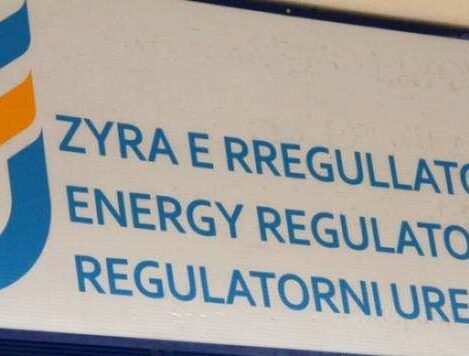 ZYRA E RREGULLATO
ENERGY REGULATO
REGULATORNI URE